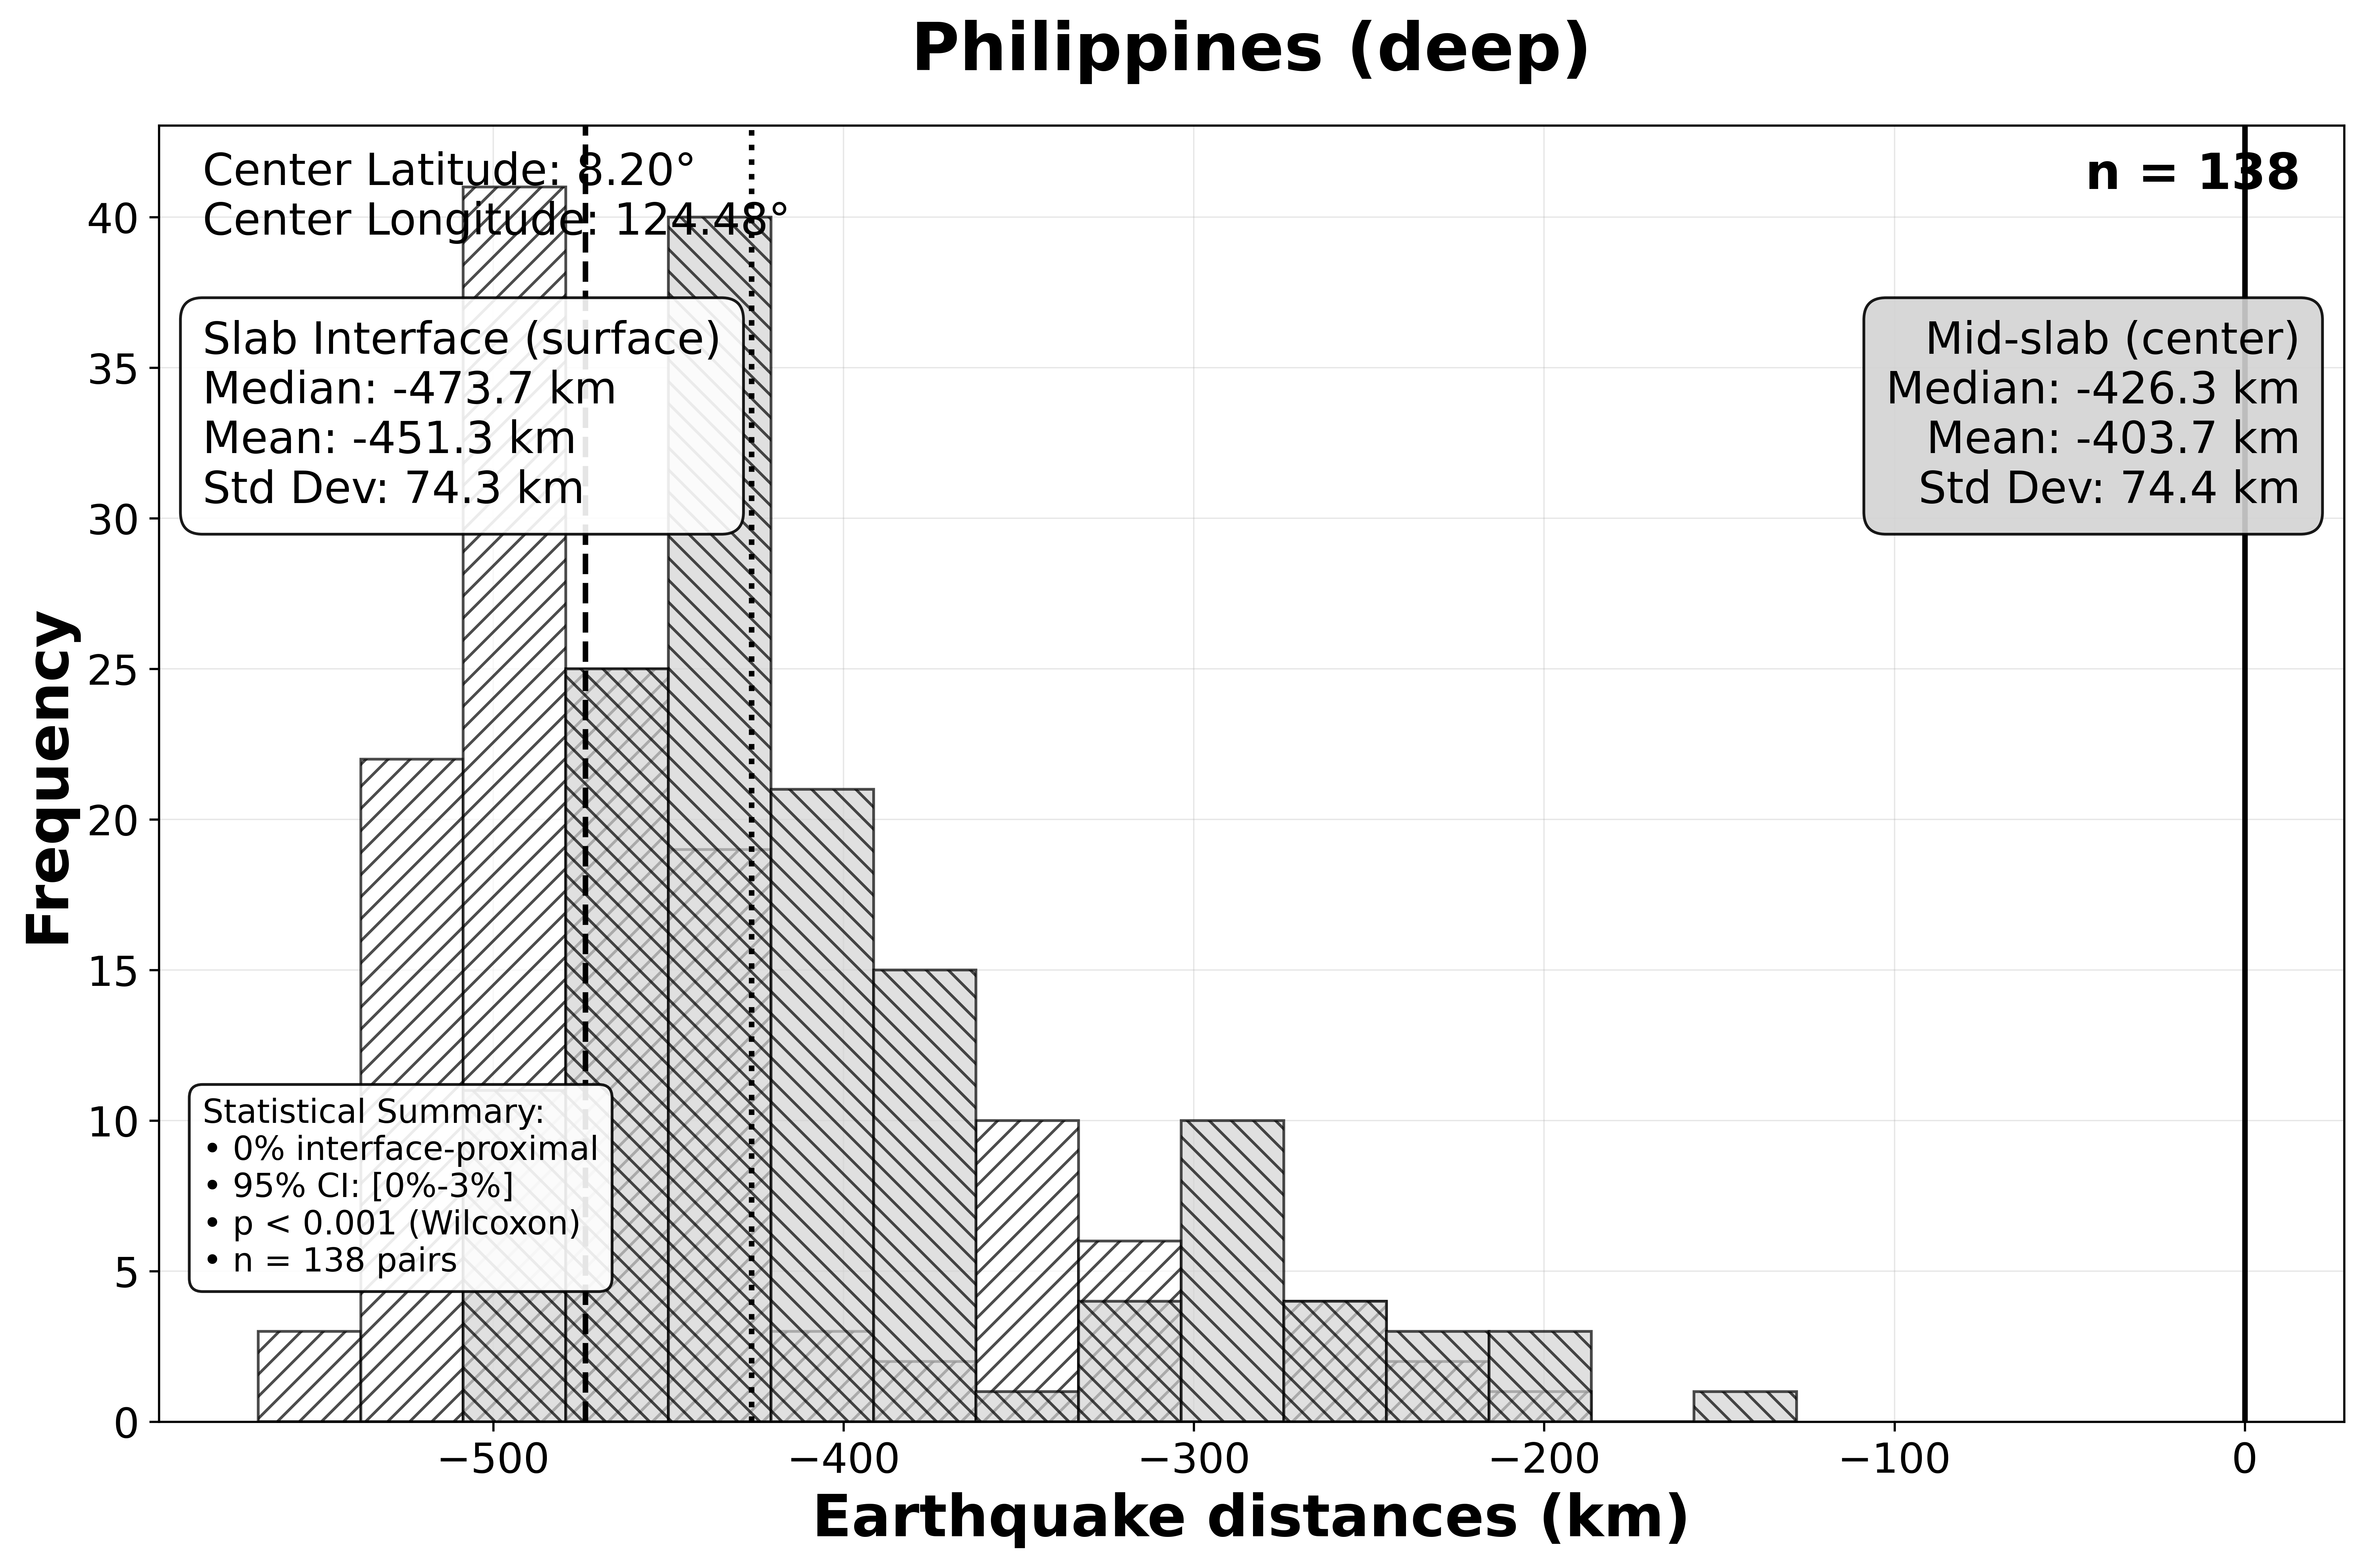 Philippines (deep)
Center Latitude: 8.20°
Center Longitude: 124.48°
n = 138
Slab Interface (surface)
Median: -473.7 km
Mean: -451.3 km
Std Dev: 74.3 km
Mid-slab (center)
Median: -426.3 km
Mean: -403.7 km
Std Dev: 74.4 km
Statistical Summary:
• 0% interface-proximal
• 95% CI: [0%-3%]
• p < 0.001 (Wilcoxon)
• n = 138 pairs
Frequency
40
35
30
25
20
15
10
5
0
−500 −400 −300 −200 −100 0
Earthquake distances (km)